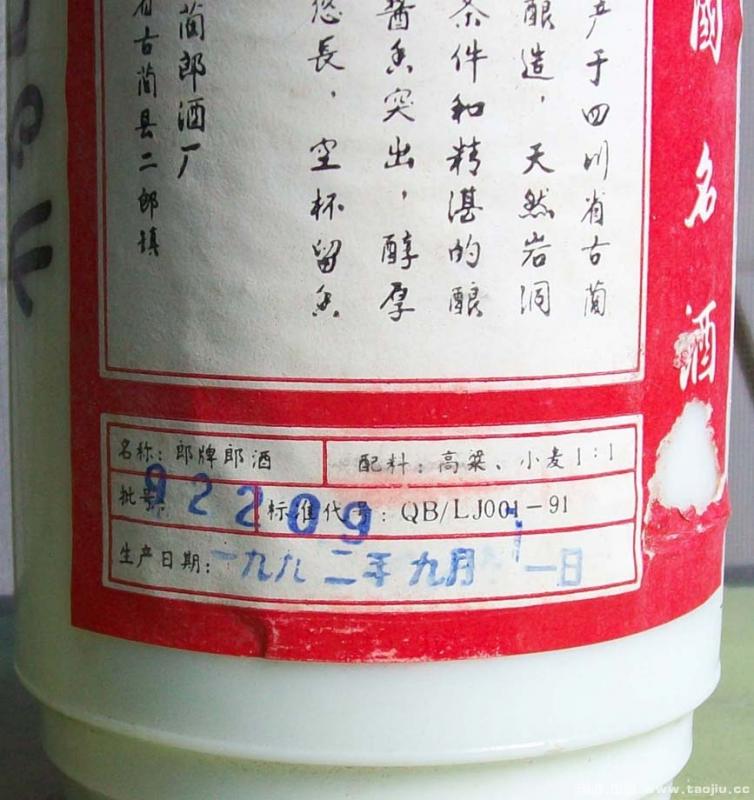 國名酒
产于四川省古蔺
酿造，天然岩洞
条件和精湛的酿
醬香突出，醇厚
悠長，空杯留香
蔺郎酒厂
省古蔺县二郎镇
名称：郎牌郎酒 配料：高粱、小麦1:1
批号：92209 标准代号：QB/LJ001-91
生产日期：一九九二年九月一日
www.taojiu.com